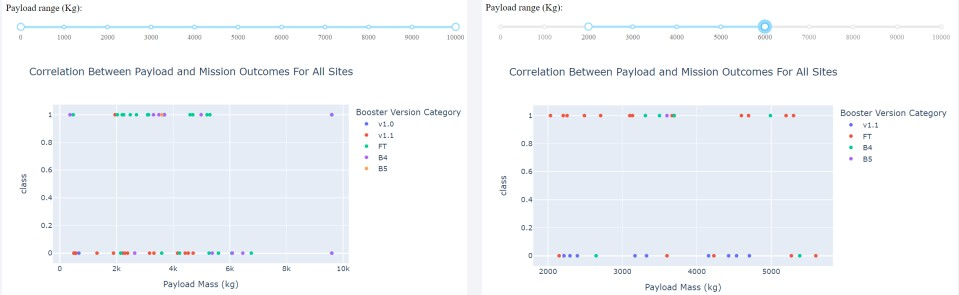 Payload range (Kg):
0 1000 2000 3000 4000 5000 6000 7000 8000 9000 10000
Correlation Between Payload and Mission Outcomes For All Sites
Booster Version Category
v1.0
v1.1
FT
B4
B5
1
0.8
0.6
0.4
0.2
0
class
0 2k 4k 6k 8k 10k
Payload Mass (kg)
Payload range (Kg):
0 1000 2000 3000 4000 5000 6000 7000 8000 9000 10000
Correlation Between Payload and Mission Outcomes For All Sites
Booster Version Category
v1.1
FT
B4
B5
1
0.8
0.6
0.4
0.2
0
class
2000 3000 4000 5000
Payload Mass (kg)